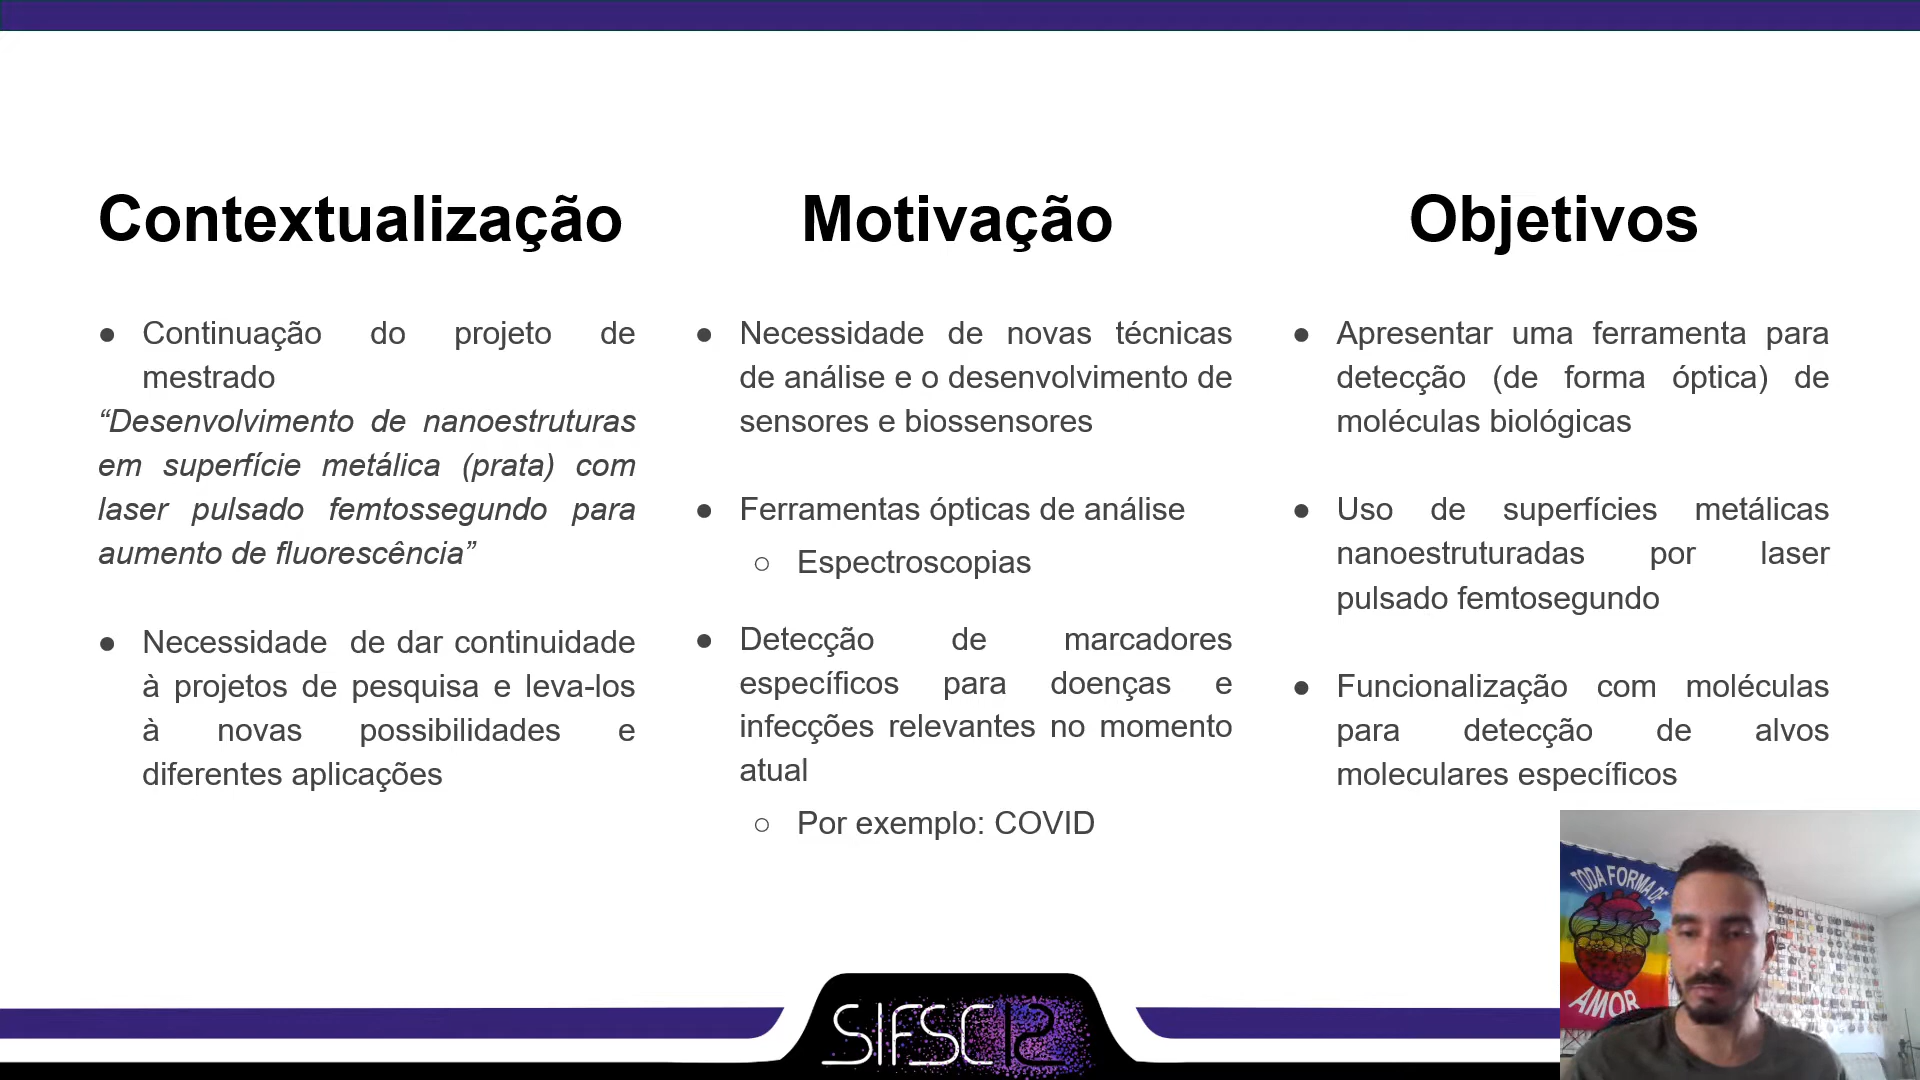 Contextualização
● Continuação do projeto de
mestrado
“Desenvolvimento de nanoestruturas
em superfície metálica (prata) com
laser pulsado femtossegundo para
aumento de fluorescência”
● Necessidade de dar continuidade
à projetos de pesquisa e leva-los
à novas possibilidades e
diferentes aplicações
Motivação
● Necessidade de novas técnicas
de análise e o desenvolvimento de
sensores e biossensores
● Ferramentas ópticas de análise
○ Espectroscopias
● Detecção de marcadores
específicos para doenças e
infecções relevantes no momento
atual
○ Por exemplo: COVID
Objetivos
● Apresentar uma ferramenta para
detecção (de forma óptica) de
moléculas biológicas
● Uso de superfícies metálicas
nanoestruturadas por laser
pulsado femtosegundo
● Funcionalização com moléculas
para detecção de alvos
moleculares específicos
TODA FORMA DE
AMOR
SIFSC12